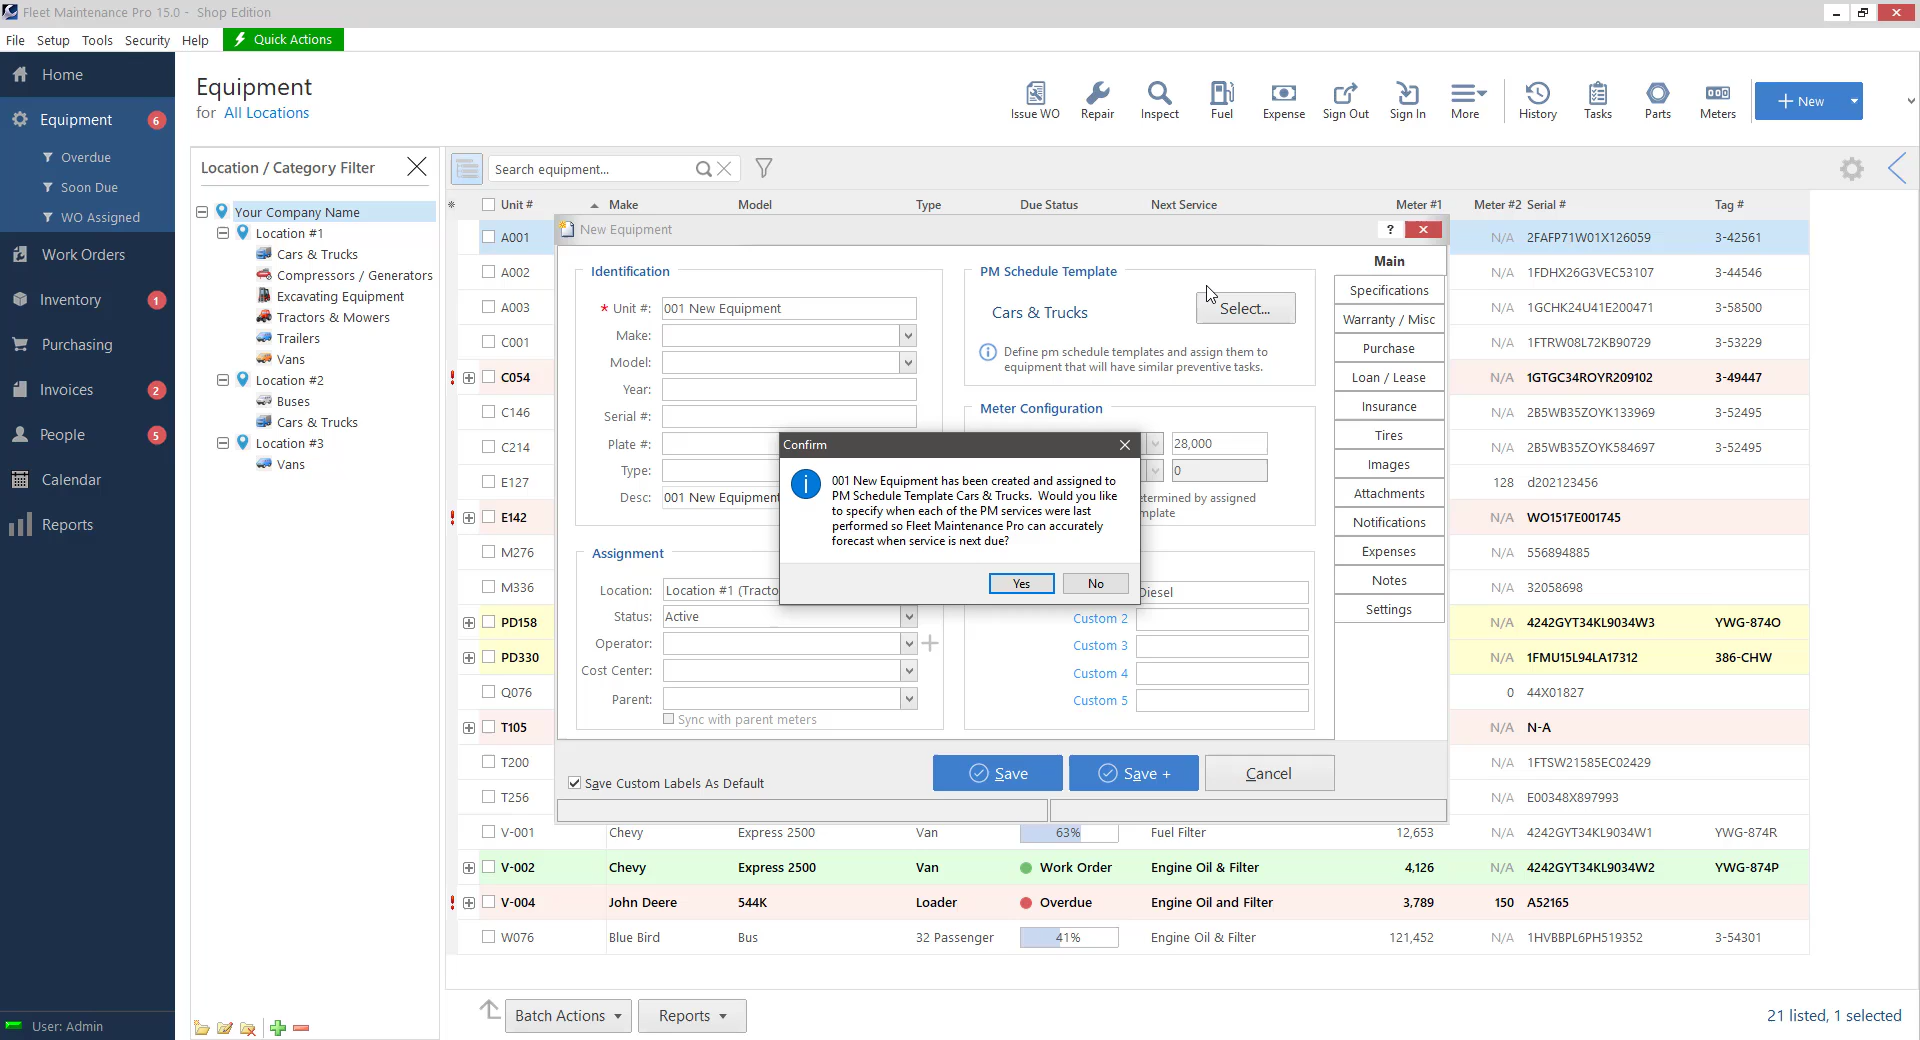 Fleet Maintenance Pro 15.0 - Shop Edition
File Setup Tools Security Help Quick Actions
Home
Equipment 6
Overdue
Soon Due
WO Assigned
Work Orders
Inventory 1
Purchasing
Invoices 2
People 5
Calendar
Reports
User: Admin
Equipment
for All Locations
Issue WO Repair Inspect Fuel Expense Sign Out Sign In More History Tasks Parts Meters
New
Location / Category Filter
Your Company Name
Location #1
Cars & Trucks
Compressors / Generators
Excavating Equipment
Tractors & Mowers
Trailers
Vans
Location #2
Buses
Cars & Trucks
Location #3
Vans
Search equipment...
* Unit # Make Model Type Due Status Next Service Meter #1 Meter #2 Serial # Tag #
A001 N/A 2FAFP71W01X126059 3-42561
A002 N/A 1FDHX26G3VEC53107 3-44546
A003 N/A 1GCHK24U41E200471 3-58500
C001 N/A 1FTRW08L72KB90729 3-53229
! C054 N/A 1GTGC34ROYR209102 3-49447
C146 N/A 2B5WB35ZOYK133969 3-52495
C214 N/A 2B5WB35ZOYK584697 3-52495
E127 128 d202123456
! E142 N/A WO1517E001745
M276 N/A 556894885
M336 N/A 32058698
PD158 N/A 4242GYT34KL9034W3 YWG-874O
PD330 N/A 1FMU15L94LA17312 386-CHW
Q076 0 44X01827
T105 N/A N-A
T200 N/A 1FTSW21585EC02429
T256 N/A E00348X897993
V-001 Chevy Express 2500 Van 63% Fuel Filter 12,653 N/A 4242GYT34KL9034W1 YWG-874R
V-002 Chevy Express 2500 Van Work Order Engine Oil & Filter 4,126 N/A 4242GYT34KL9034W2 YWG-874P
! V-004 John Deere 544K Loader Overdue Engine Oil and Filter 3,789 150 A52165
W076 Blue Bird Bus 32 Passenger 41% Engine Oil & Filter 121,452 N/A 1HVBBPL6PH519352 3-54301
Batch Actions Reports
21 listed, 1 selected
New Equipment ?
Identification
* Unit #: 001 New Equipment
Make:
Model:
Year:
Serial #:
Plate #:
Type:
Desc: 001 New Equipment
Assignment
Location: Location #1 (Tracto
Status: Active
Operator:
Cost Center:
Parent:
Sync with parent meters
PM Schedule Template
Cars & Trucks Select...
Define pm schedule templates and assign them to
equipment that will have similar preventive tasks.
Meter Configuration
28,000
0
etermined by assigned
mplate
Diesel
Custom 2
Custom 3
Custom 4
Custom 5
Main
Specifications
Warranty / Misc
Purchase
Loan / Lease
Insurance
Tires
Images
Attachments
Notifications
Expenses
Notes
Settings
Save Custom Labels As Default
Save Save + Cancel
Confirm
001 New Equipment has been created and assigned to
PM Schedule Template Cars & Trucks. Would you like
to specify when each of the PM services were last
performed so Fleet Maintenance Pro can accurately
forecast when service is next due?
Yes No